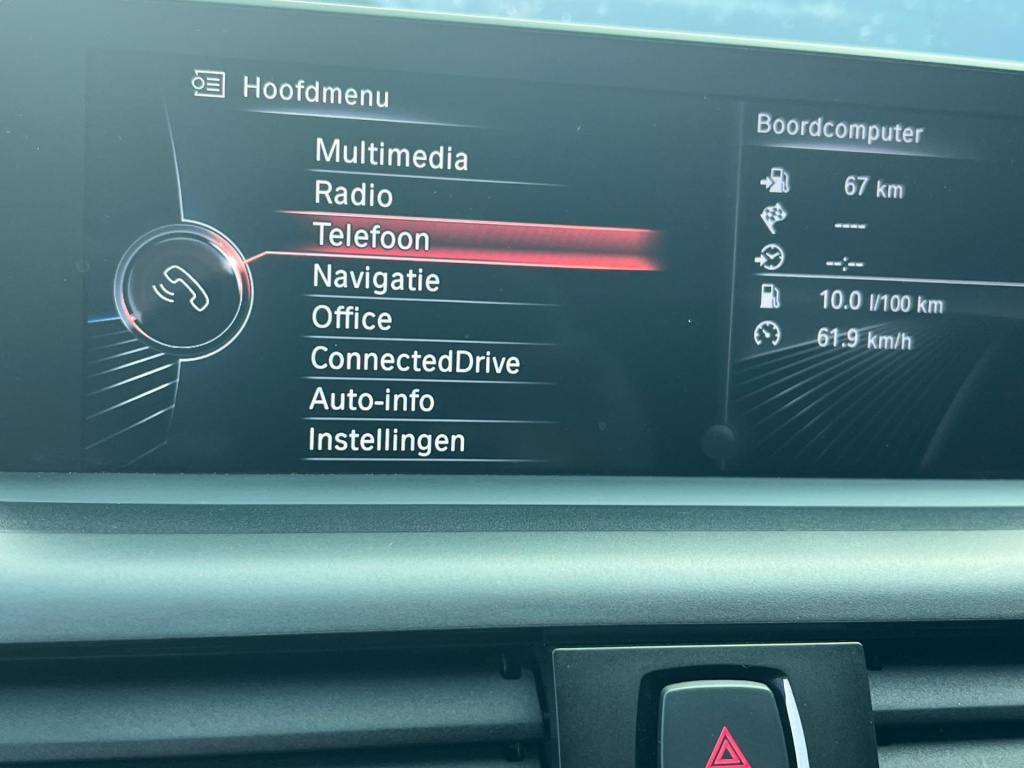 Hoofdmenu
Multimedia
Radio
Telefoon
Navigatie
Office
ConnectedDrive
Auto-info
Instellingen
Boordcomputer
67 km
----
--:--
10.0 l/100 km
61.9 km/h